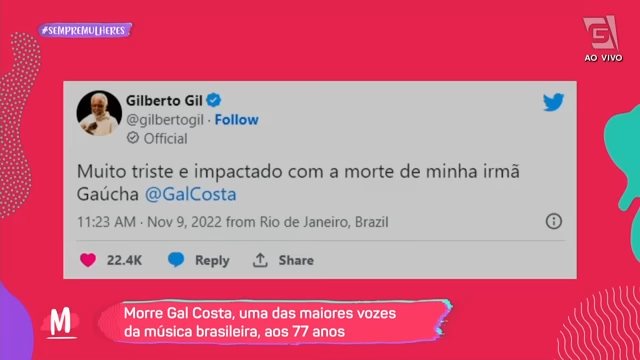 #SEMPREMULHERES
G
AO VIVO
Gilberto Gil
@gilbertogil · Follow
Official
Muito triste e impactado com a morte de minha irmã
Gaúcha @GalCosta
11:23 AM · Nov 9, 2022 from Rio de Janeiro, Brazil
22.4K Reply Share
M
Morre Gal Costa, uma das maiores vozes
da música brasileira, aos 77 anos